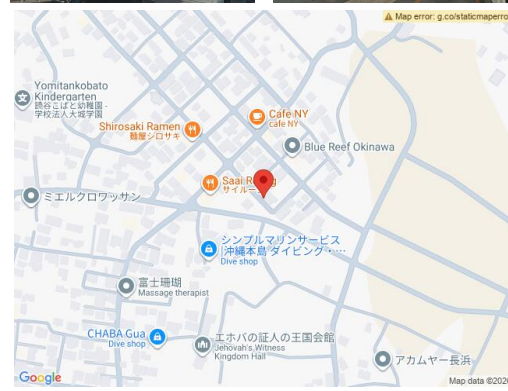 Map error: g.co/staticmaperro
Yomitankobato
Kindergarten
読谷こばと幼稚園 -
学校法人大城学園
Cafe NY
cafe NY
Shirosaki Ramen
麺屋シロサキ
Blue Reef Okinawa
Saai R
サイルー
ミエルクロワッサン
シンプルマリンサービス
沖縄本島 ダイビング・…
Dive shop
富士珊瑚
Massage therapist
CHABA Gua
Dive shop
エホバの証人の王国会館
Jehovah's Witness
Kingdom Hall
アカムヤー長浜
Google
Map data ©202